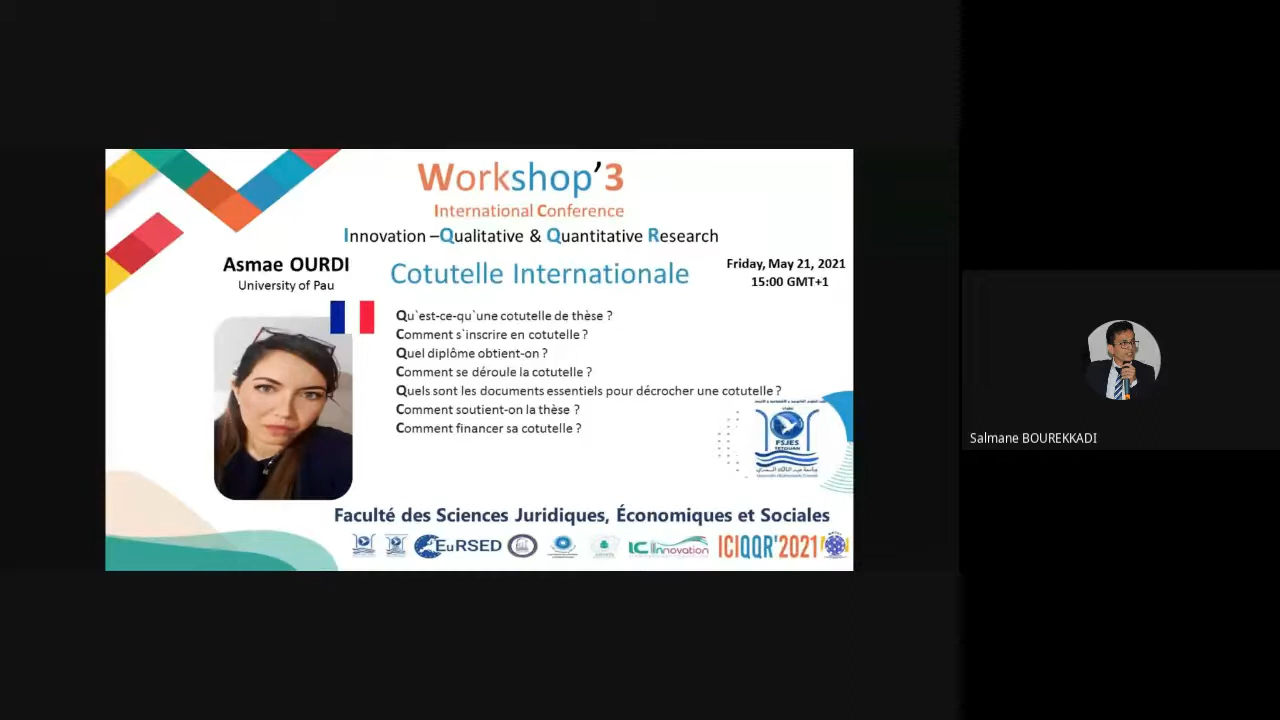 Workshop’3
International Conference
Innovation –Qualitative & Quantitative Research
Asmae OURDI
University of Pau
Cotutelle Internationale
Friday, May 21, 2021
15:00 GMT+1
Qu`est-ce-qu`une cotutelle de thèse ?
Comment s`inscrire en cotutelle ?
Quel diplôme obtient-on ?
Comment se déroule la cotutelle ?
Quels sont les documents essentiels pour décrocher une cotutelle ?
Comment soutient-on la thèse ?
Comment financer sa cotutelle ?
FSJES
TETOUAN
Salmane BOUREKKADI
Faculté des Sciences Juridiques, Économiques et Sociales
EuRSED
IC Innovation
ICIQQR'2021